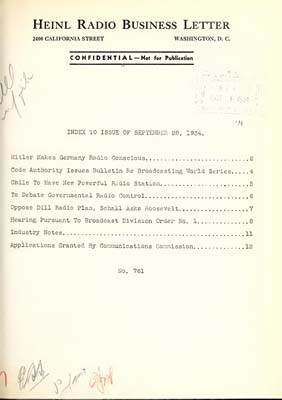 HEINL RADIO BUSINESS LETTER
2400 CALIFORNIA STREET WASHINGTON, D. C.
CONFIDENTIAL—Not for Publication
INDEX TO ISSUE OF SEPTEMBER 28, 1934.
Hitler Makes Germany Radio Conscious....................2
Code Authority Issues Bulletin Re Broadcasting World Series.....4
Chile To Have New Powerful Radio Station....................5
To Debate Governmental Radio Control....................6
Oppose Dill Radio Plan, Schall Asks Roosevelt....................7
Hearing Pursuant To Broadcast Division Order No. 1...............8
Industry Notes....................11
Applications Granted By Communications Commission...............12
No. 761